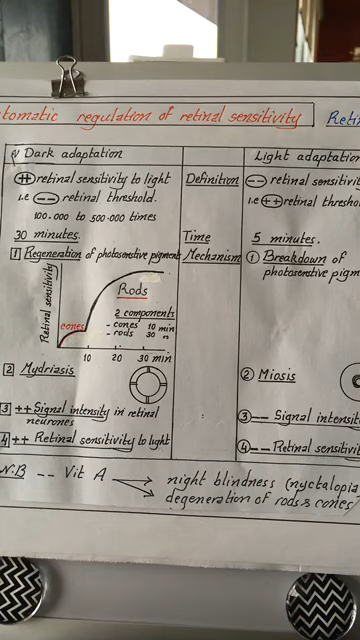 tomatic regulation of retinal sensitivity
Dark adaptation
Light adaptation
++ retinal sensitivity to light
Definition
-- retinal sensitivi
i.e -- retinal threshold.
i.e ++ retinal thresho
100.000 to 500.000 times
30 minutes.
Time
5 minutes.
1 Regeneration of photosensitive pigment
Mechanism
1 Breakdown of
photosensitive pigm
Retinal sensitivity
Rods
2 components
cones
- cones 10 min
- rods 30 "
10 20 30 min
2 Mydriasis
2 Miosis
3 ++ Signal intensity in retinal
neurones
3 -- Signal intensit
4 ++ Retinal sensitivity to light
4 -- Retinal sensitivi
N.B -- Vit A
night blindness (nyctalopia
degeneration of rods & cones